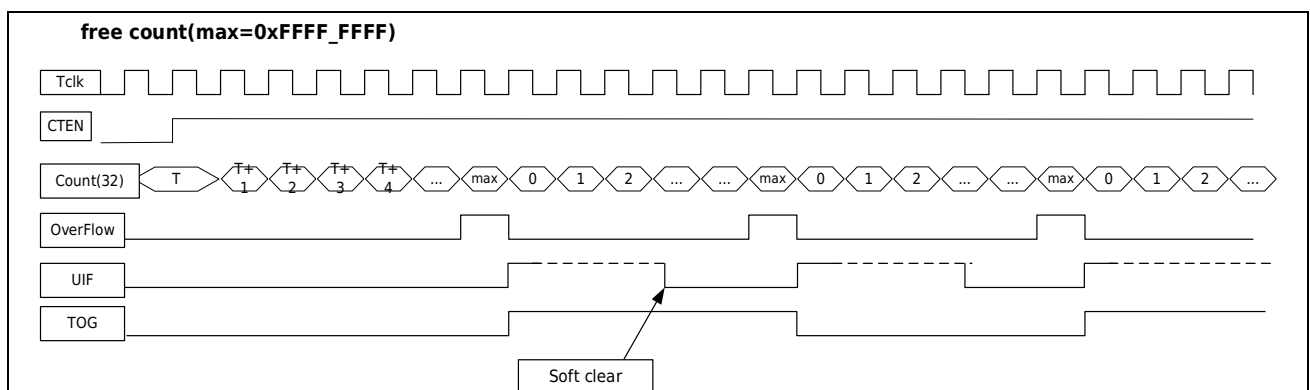 free count(max=0xFFFF_FFFF)
Tclk
CTEN
Count(32) T T+1 T+2 T+3 T+4 ... max 0 1 2 ... ... max 0 1 2 ... ... max 0 1 2 ...
OverFlow
UIF
TOG
Soft clear